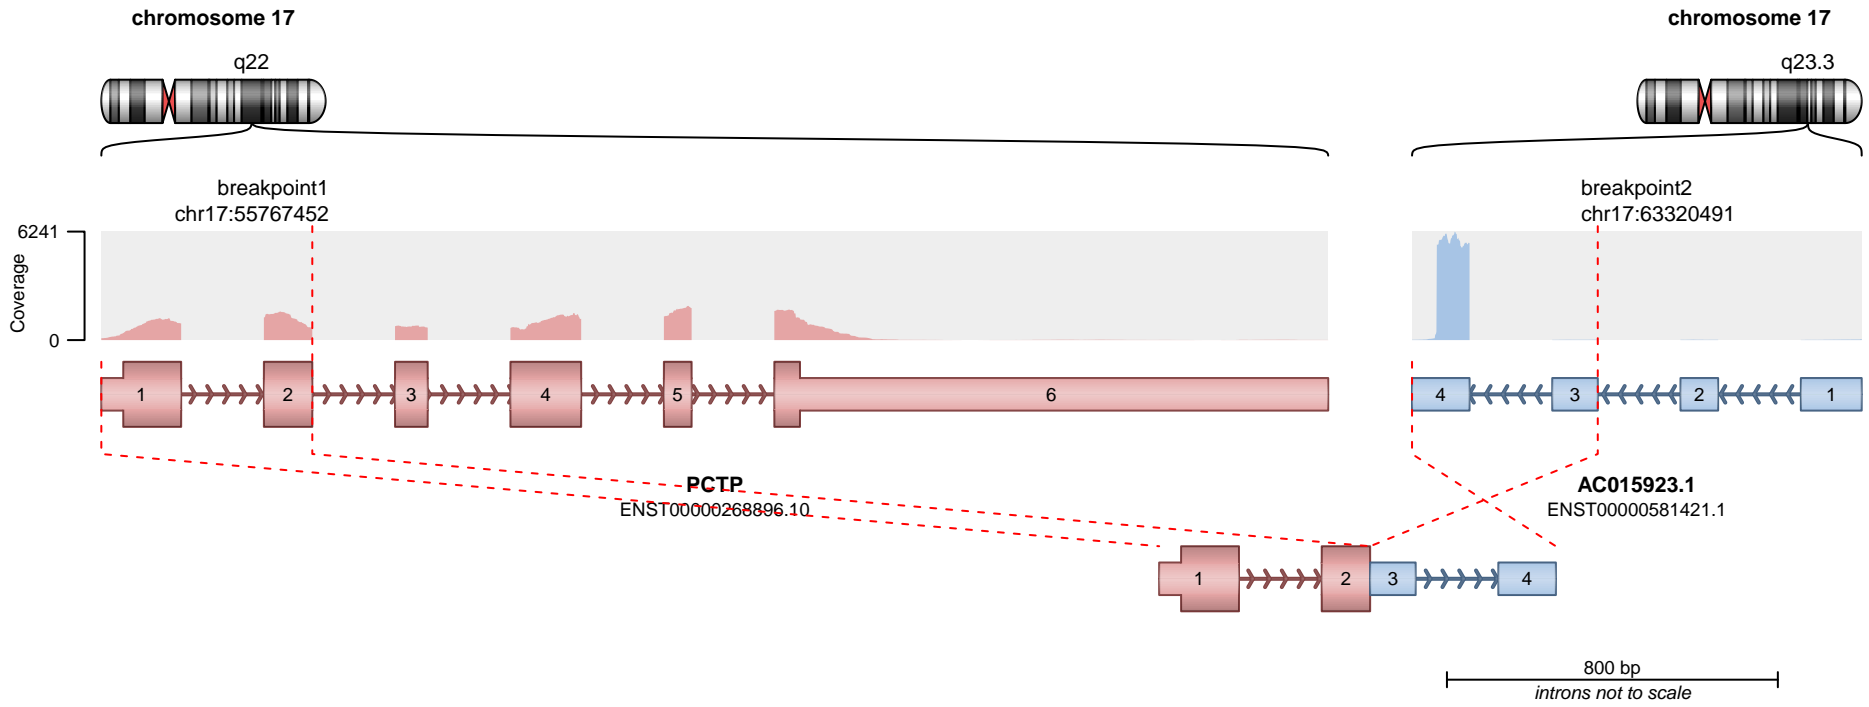 chromosome 17
chromosome 17
q22
q23.3
breakpoint1
chr17:55767452
breakpoint2
chr17:63320491
6241
Coverage
0
1
2
3
4
5
6
4
3
2
1
PCTP
ENST00000268896.10
AC015923.1
ENST00000581421.1
1
2
3
4
800 bp
introns not to scale